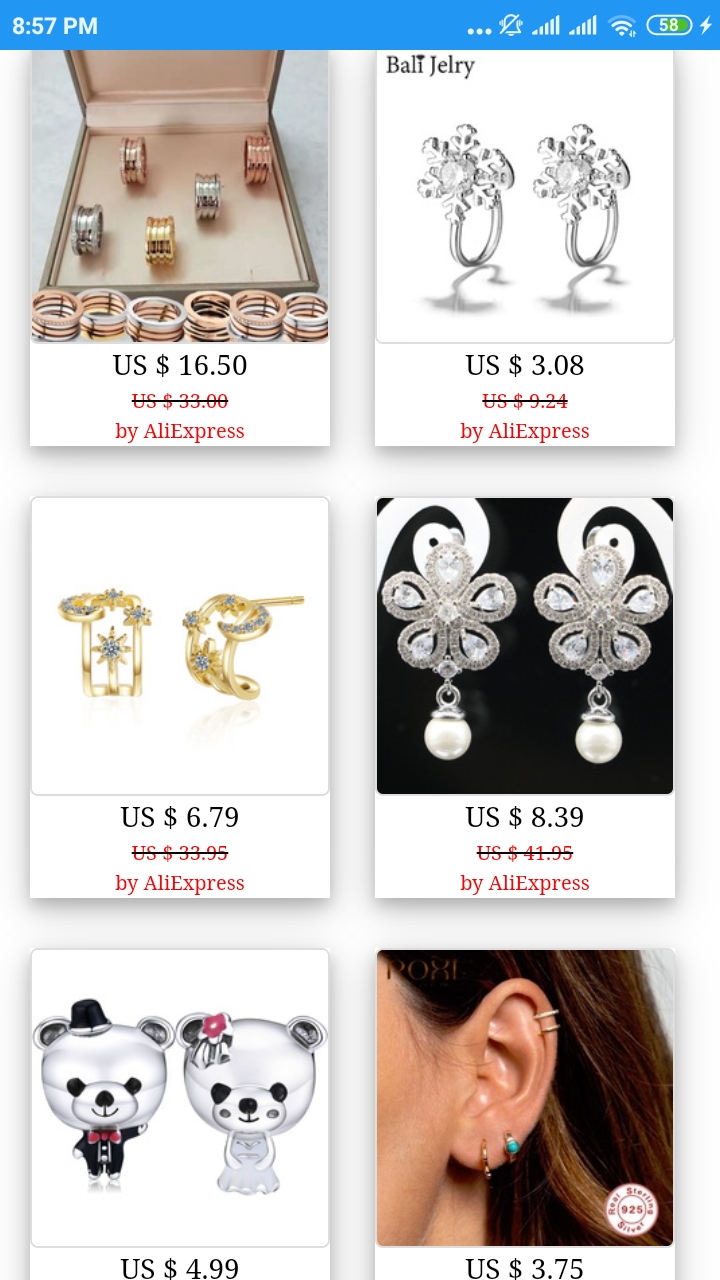 8:57 PM
58
Bali Jelry
US $ 16.50
US $ 33.00
by AliExpress
US $ 3.08
US $ 9.24
by AliExpress
US $ 6.79
US $ 33.95
by AliExpress
US $ 8.39
US $ 41.95
by AliExpress
ROXI
Real Sterling
925
Silver
US $ 4.99
US $ 3.75